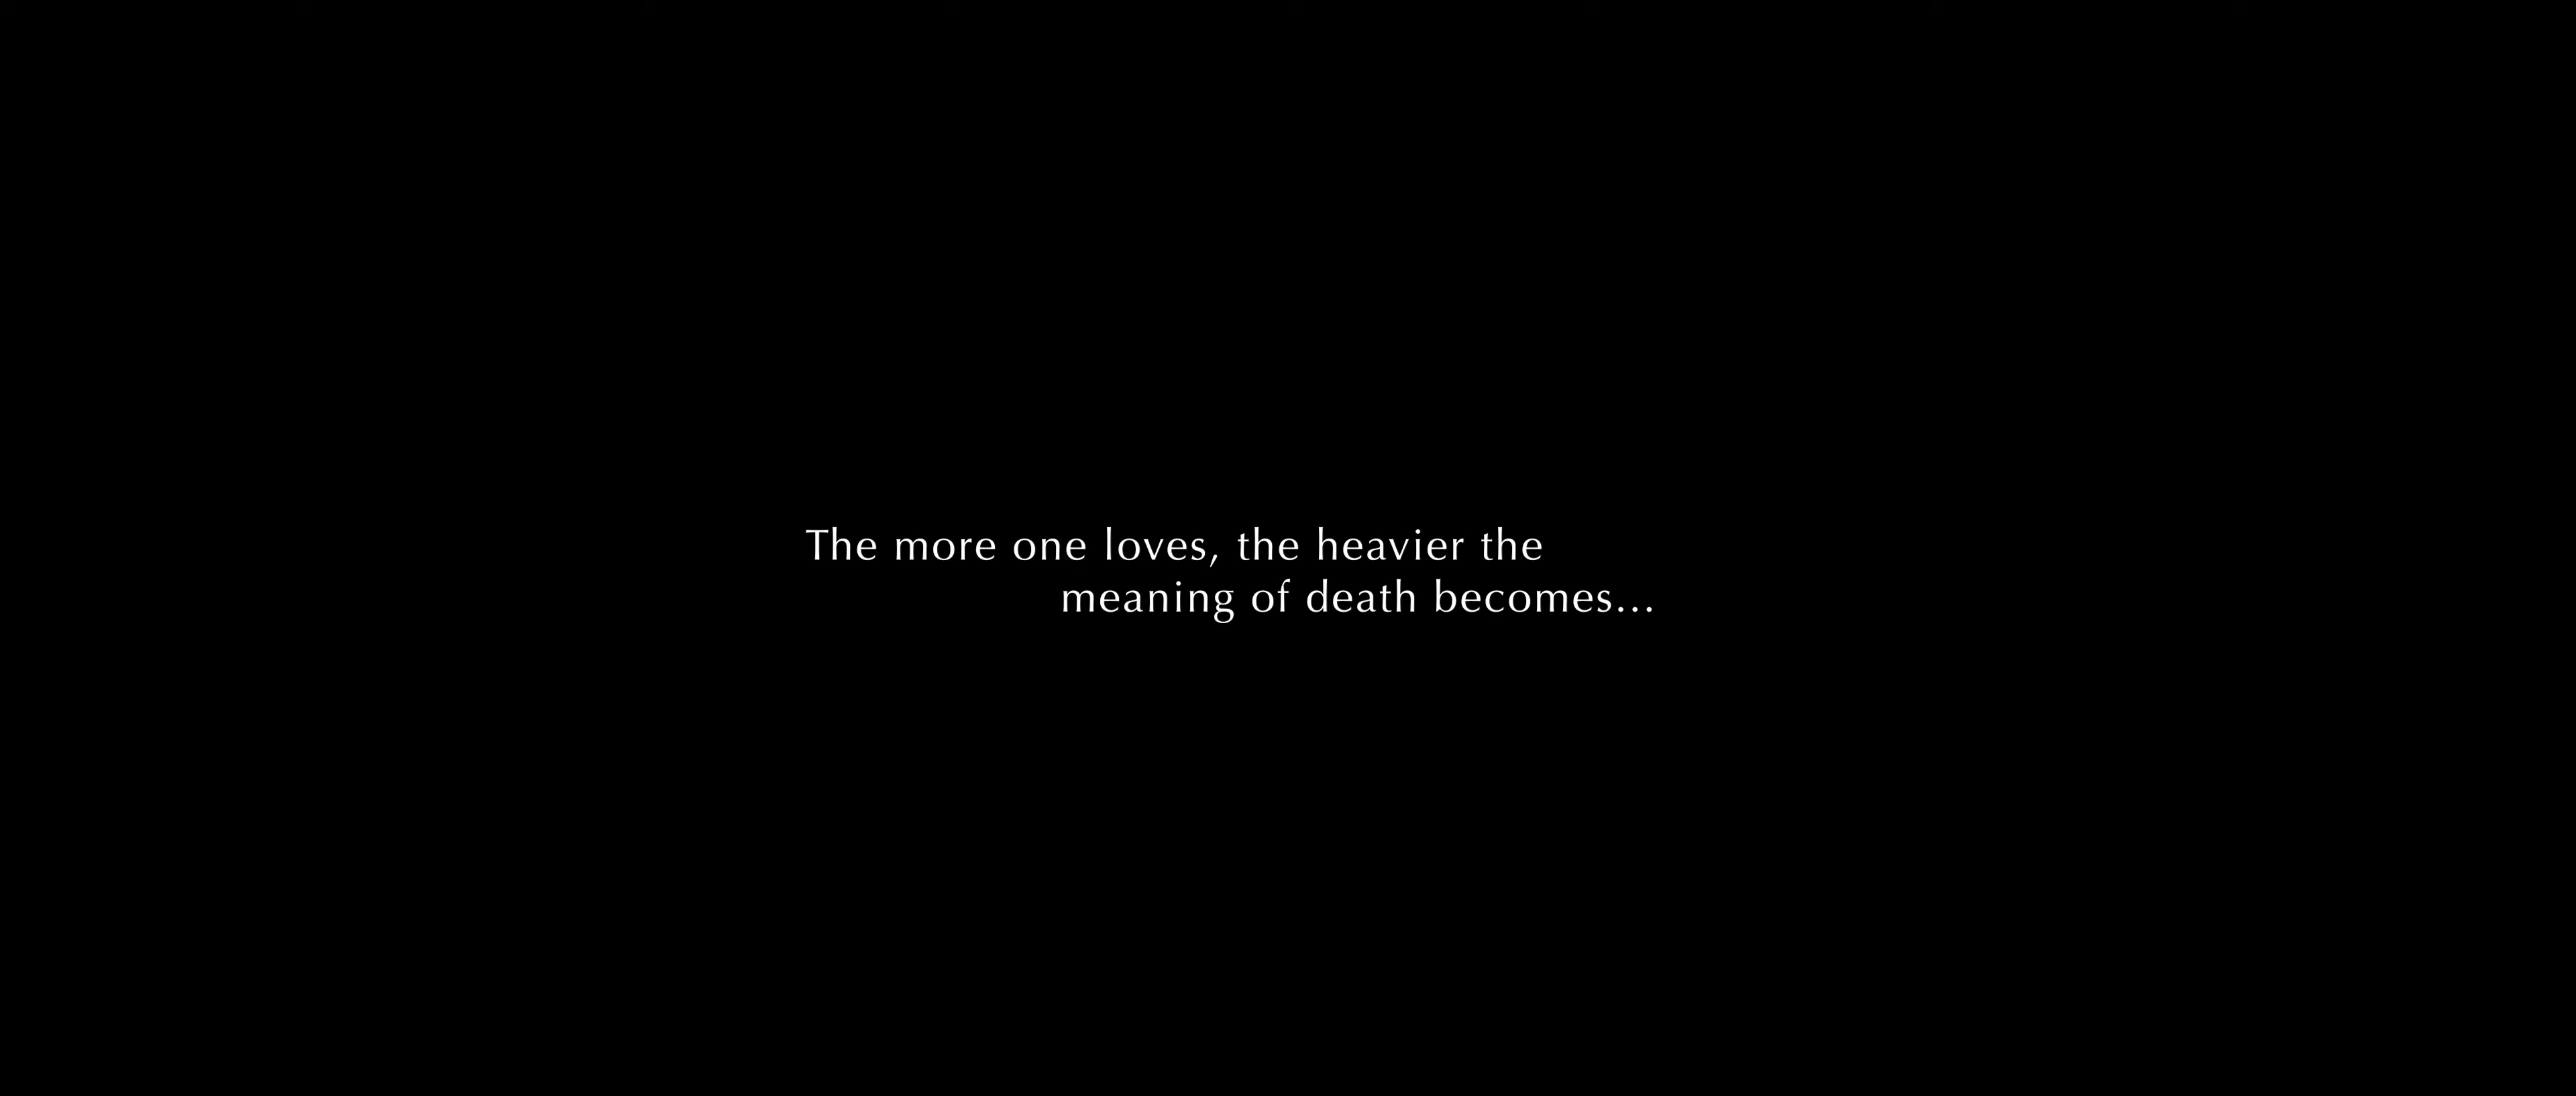 The more one loves, the heavier the
meaning of death becomes...